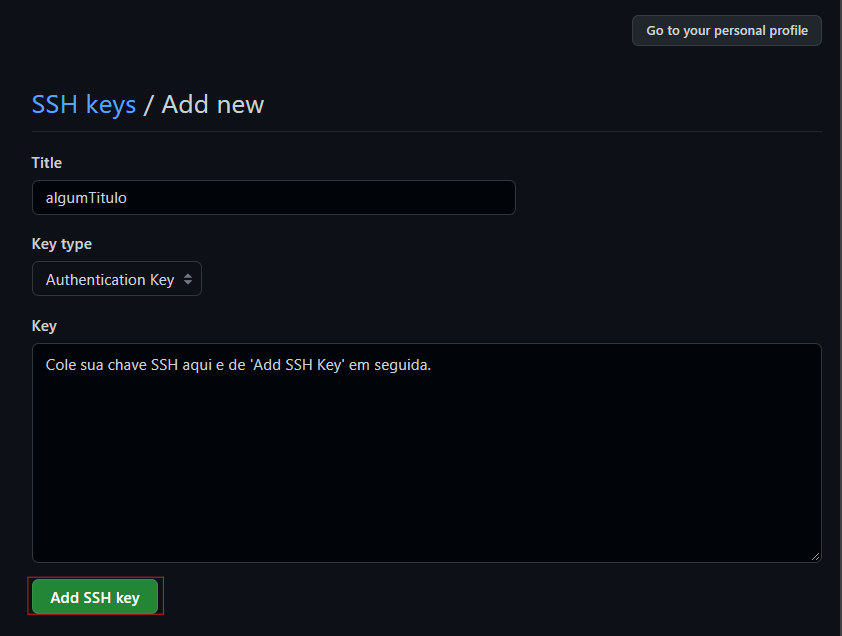 Go to your personal profile
SSH keys / Add new
Title
algumTitulo
Key type
Authentication Key
Key
Cole sua chave SSH aqui e de 'Add SSH Key' em seguida.
Add SSH key